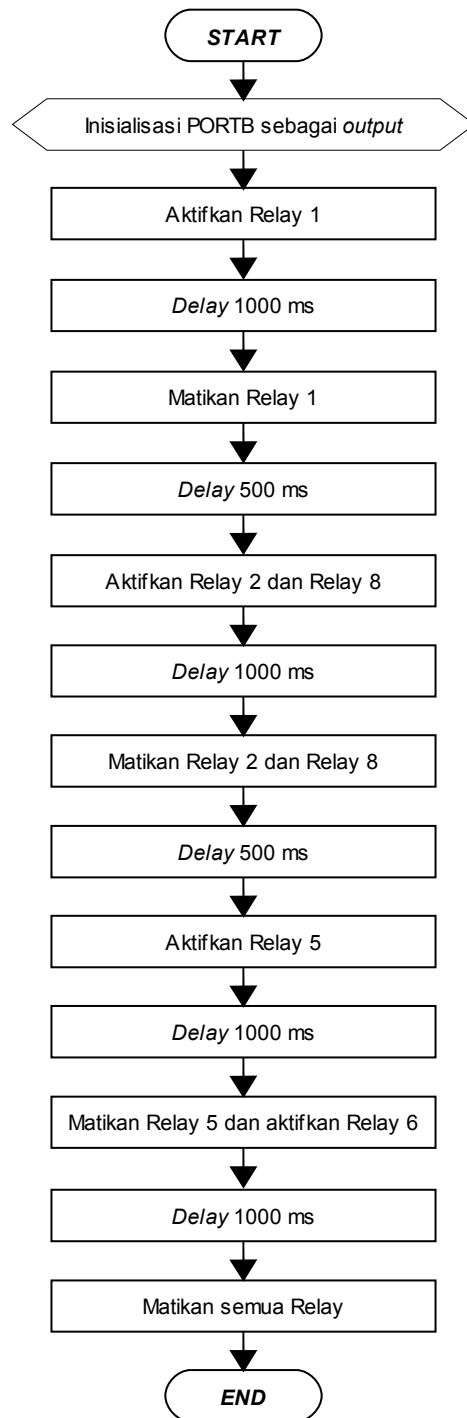 START
Inisialisasi PORTB sebagai output
Aktifkan Relay 1
Delay 1000 ms
Matikan Relay 1
Delay 500 ms
Aktifkan Relay 2 dan Relay 8
Delay 1000 ms
Matikan Relay 2 dan Relay 8
Delay 500 ms
Aktifkan Relay 5
Delay 1000 ms
Matikan Relay 5 dan aktifkan Relay 6
Delay 1000 ms
Matikan semua Relay
END